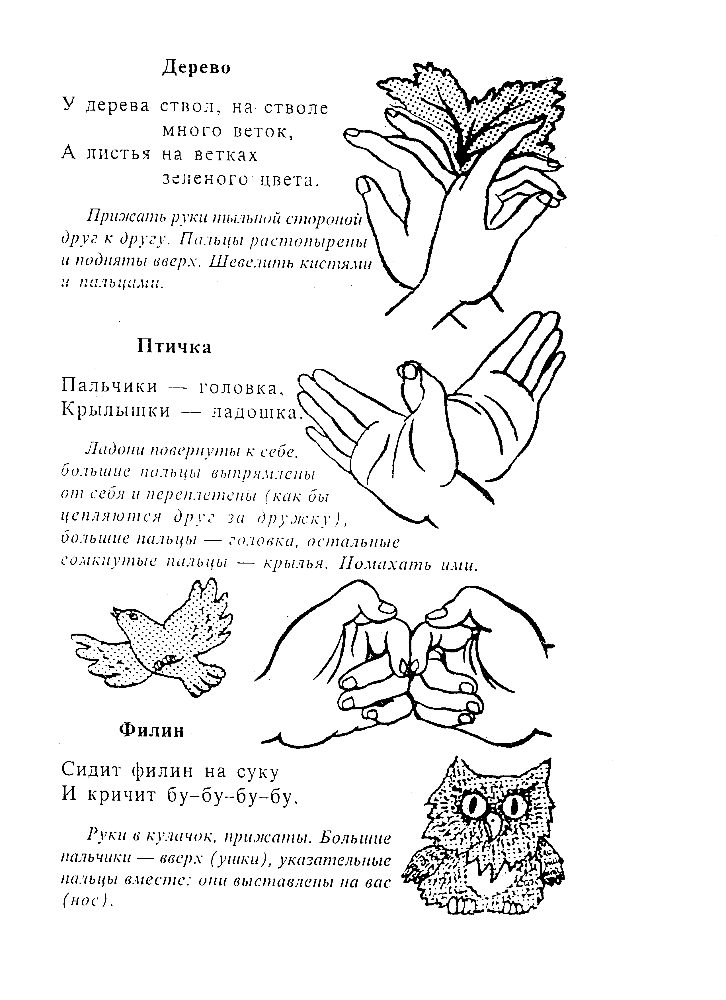 Дерево
У дерева ствол, на стволе
много веток,
А листья на ветках
зеленого цвета.
Прижать руки тыльной стороной
друг к другу. Пальцы растопырены
и подняты вверх. Шевелить кистями
и пальцами.
Птичка
Пальчики — головка,
Крылышки — ладошка.
Ладони повернуты к себе,
большие пальцы выпрямлены
от себя и переплетены (как бы
цепляются друг за дружку),
большие пальцы — головка, остальные
сомкнутые пальцы — крылья. Помахать ими.
Филин
Сидит филин на суку
И кричит бу-бу-бу-бу.
Руки в кулачок, прижаты. Большие
пальчики — вверх (ушки), указательные
пальцы вместе: они выставлены на вас
(нос).